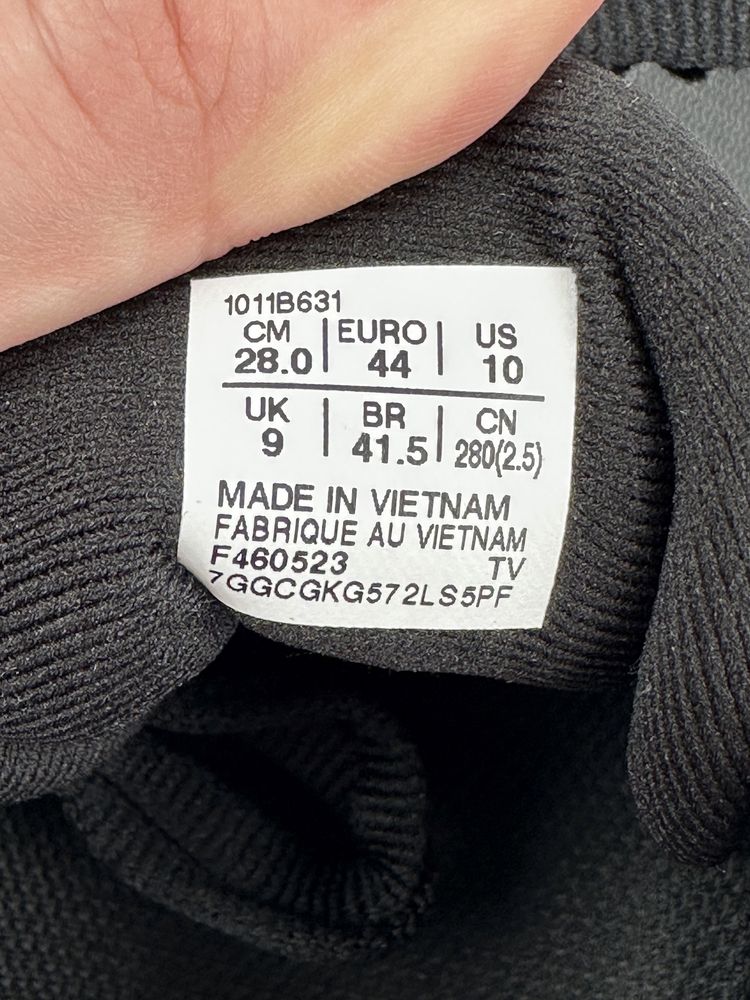 1011B631
CM | EURO | US
28.0 | 44 | 10
UK | BR | CN
9 | 41.5 | 280(2.5)
MADE IN VIETNAM
FABRIQUE AU VIETNAM
F460523 TV
7GGCGKG572LS5PF